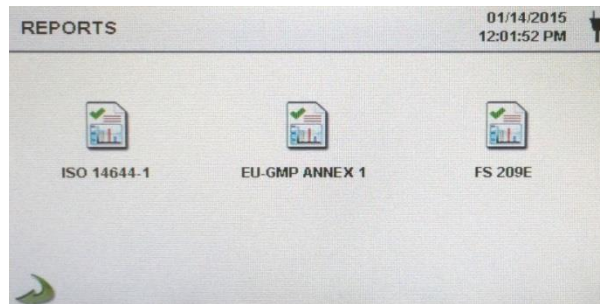 REPORTS
01/14/2015
12:01:52 PM
ISO 14644-1
EU-GMP ANNEX 1
FS 209E